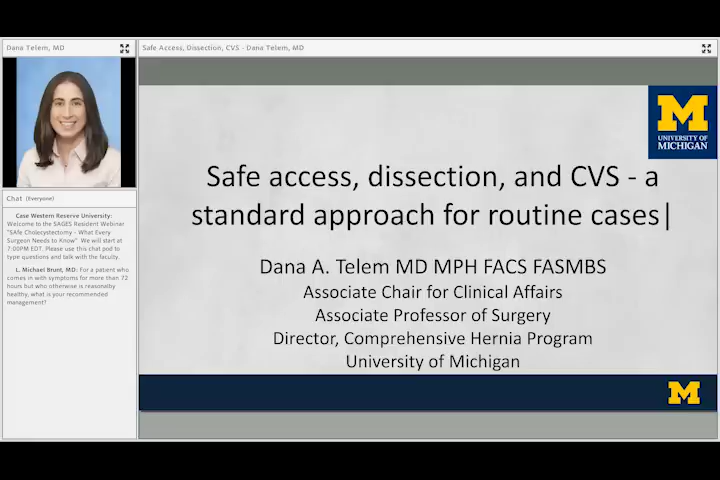 Dana Telem, MD
Safe Access, Dissection, CVS - Dana Telem, MD
Chat (Everyone)
Case Western Reserve University:
Welcome to the SAGES Resident Webinar
"SAfe Cholecystectomy - What Every
Surgeon Needs to Know" We will start at
7:00PM EDT. Please use this chat pod to
type questions and talk with the faculty.
L. Michael Brunt, MD: For a patient who
comes in with symptoms for more than 72
hours but who otherwise is reasonably
healthy, what is your recommended
management?
M
UNIVERSITY OF
MICHIGAN
Safe access, dissection, and CVS - a
standard approach for routine cases|
Dana A. Telem MD MPH FACS FASMBS
Associate Chair for Clinical Affairs
Associate Professor of Surgery
Director, Comprehensive Hernia Program
University of Michigan
M